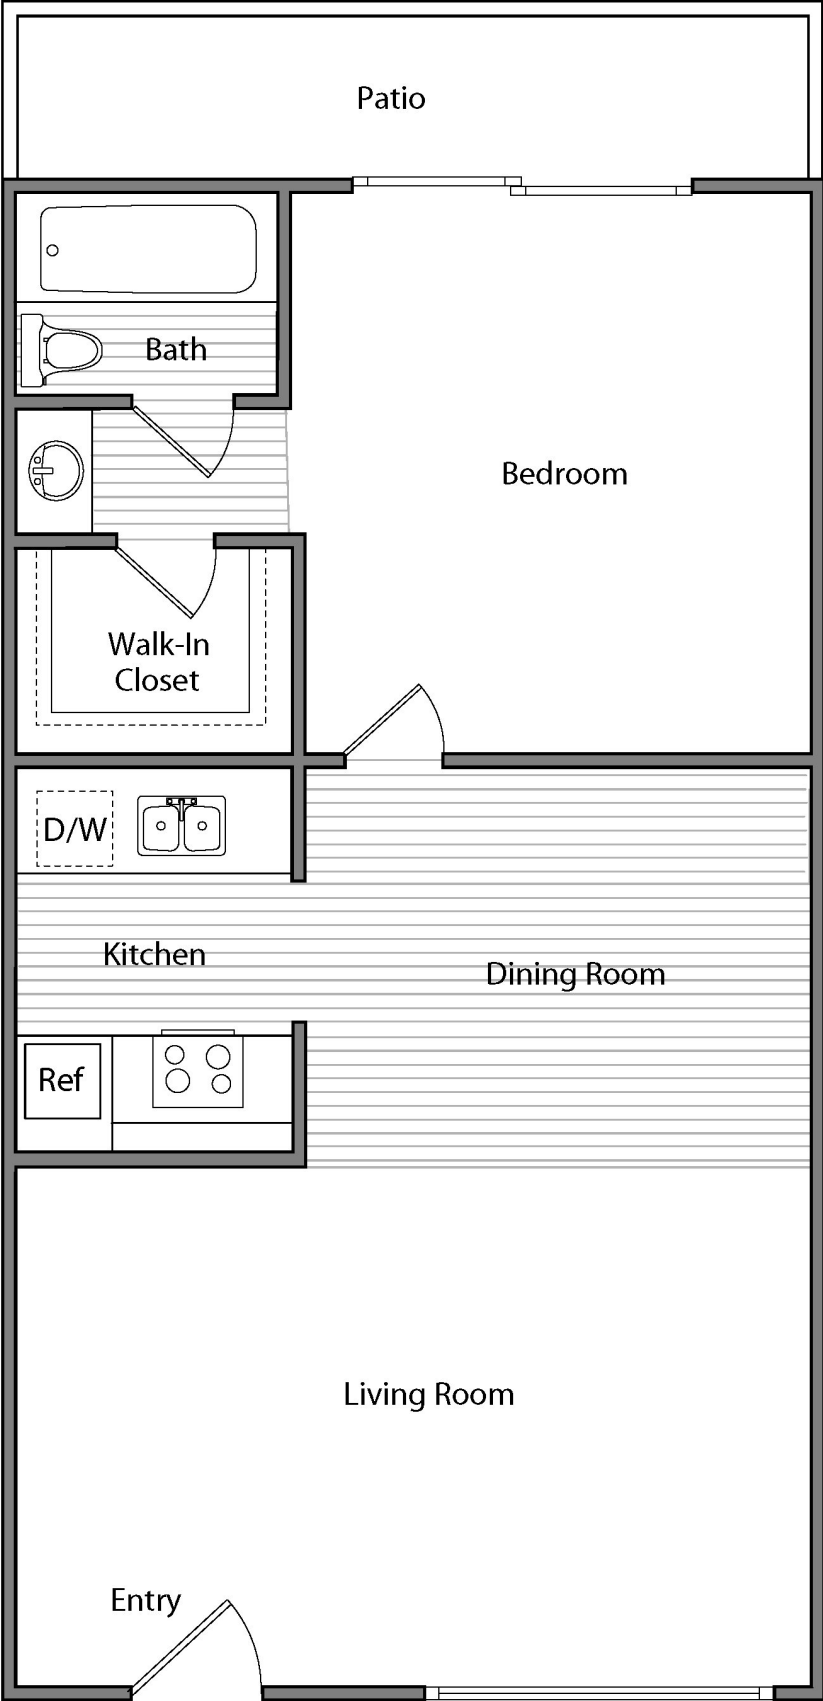 Patio
Bath
Bedroom
Walk-In
Closet
D/W
Kitchen
Dining Room
Ref
Living Room
Entry